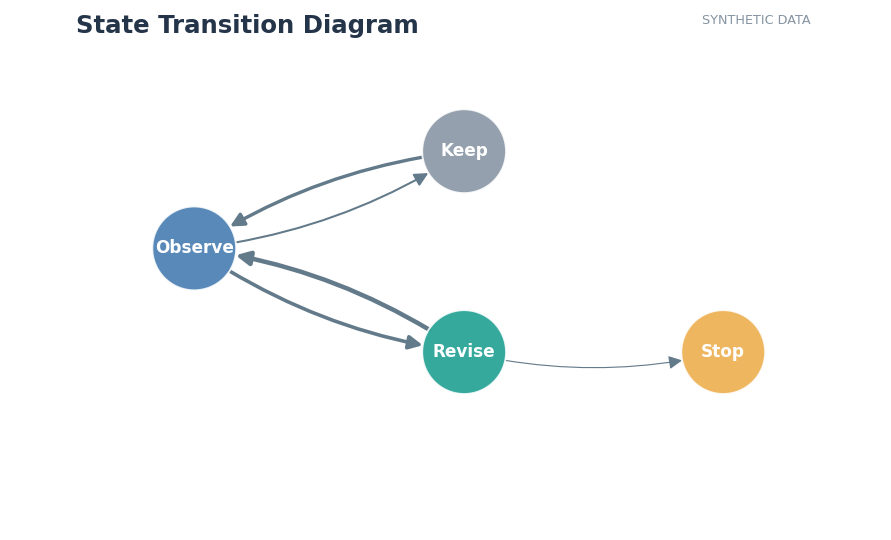 State Transition Diagram
SYNTHETIC DATA
Keep
Observe
Revise
Stop